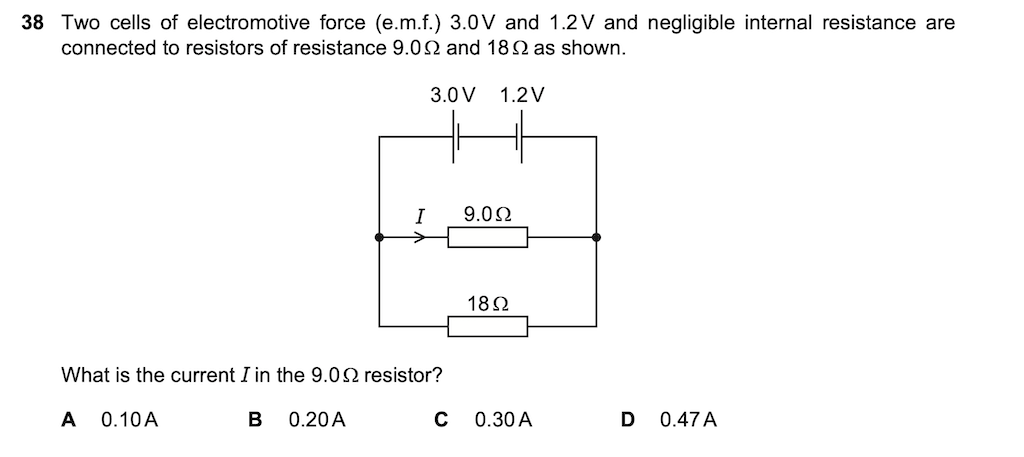 38 Two cells of electromotive force (e.m.f.) 3.0 V and 1.2 V and negligible internal resistance are
connected to resistors of resistance 9.0 Ω and 18 Ω as shown.
3.0 V 1.2 V
I 9.0 Ω
18 Ω
What is the current I in the 9.0 Ω resistor?
A 0.10 A B 0.20 A C 0.30 A D 0.47 A